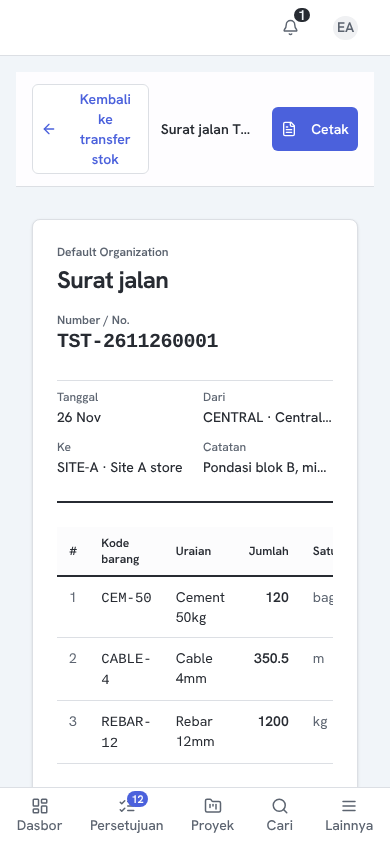 1
EA
Kembali
ke
transfer
stok
Surat jalan T...
Cetak
Default Organization
Surat jalan
Number / No.
TST-2611260001
Tanggal
Dari
26 Nov
CENTRAL · Central...
Ke
Catatan
SITE-A · Site A store
Pondasi blok B, mi...
# Kode barang Uraian Jumlah Satu
1 CEM-50 Cement 50kg 120 bag
2 CABLE-4 Cable 4mm 350.5 m
3 REBAR-12 Rebar 12mm 1200 kg
12
Dasbor Persetujuan Proyek Cari Lainnya